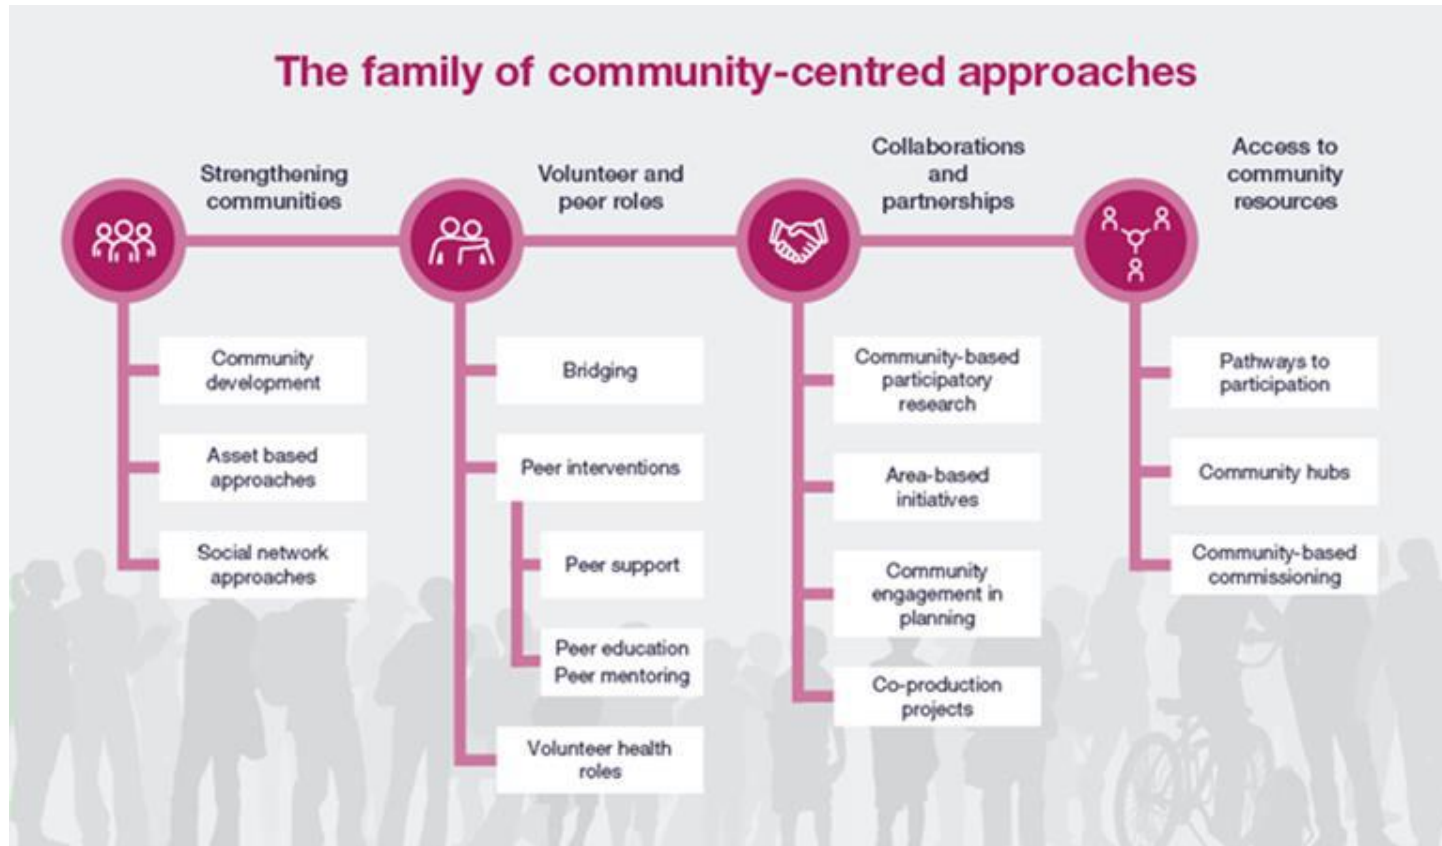 The family of community-centred approaches
Strengthening
communities
Community
development
Asset based
approaches
Social network
approaches
Volunteer and
peer roles
Bridging
Peer interventions
Peer support
Peer education
Peer mentoring
Volunteer health
roles
Collaborations
and
partnerships
Community-based
participatory
research
Area-based
initiatives
Community
engagement in
planning
Co-production
projects
Access to
community
resources
Pathways to
participation
Community hubs
Community-based
commissioning